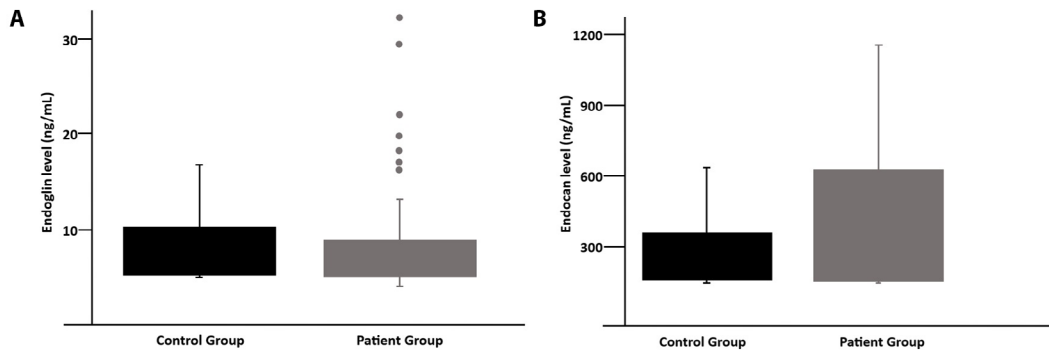 A
Endoglin level (ng/mL)
30
20
10
Control Group
Patient Group
B
Endocan level (ng/mL)
1200
900
600
300
Control Group
Patient Group